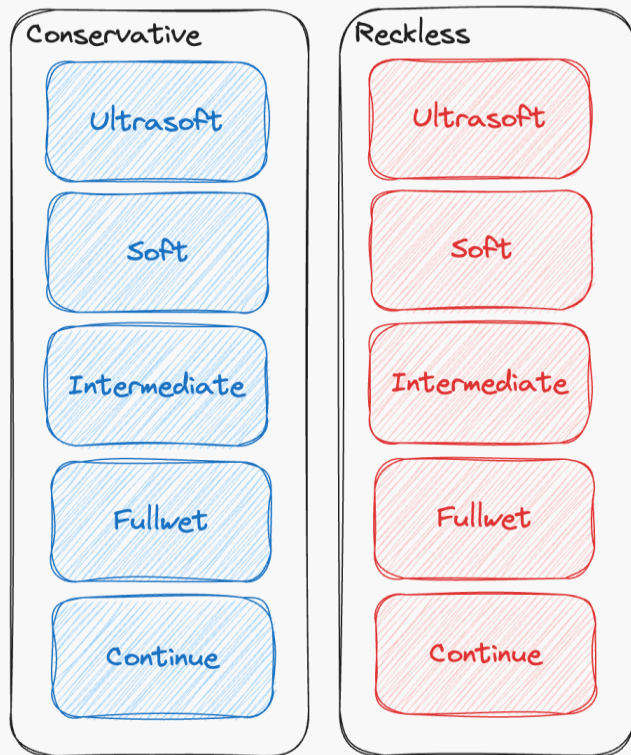 Conservative
Ultrasoft
Soft
Intermediate
Fullwet
Continue
Reckless
Ultrasoft
Soft
Intermediate
Fullwet
Continue